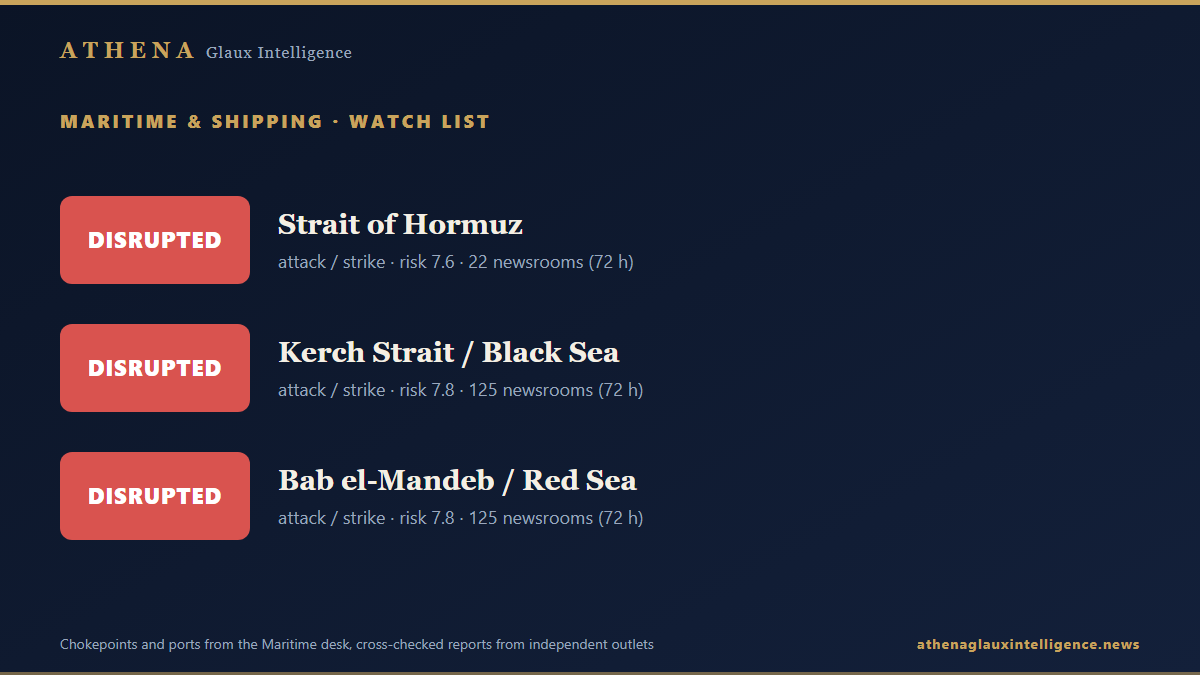 ATHENA Glaux Intelligence
MARITIME & SHIPPING · WATCH LIST
DISRUPTED
Strait of Hormuz
attack / strike · risk 7.6 · 22 newsrooms (72 h)
DISRUPTED
Kerch Strait / Black Sea
attack / strike · risk 7.8 · 125 newsrooms (72 h)
DISRUPTED
Bab el-Mandeb / Red Sea
attack / strike · risk 7.8 · 125 newsrooms (72 h)
Chokepoints and ports from the Maritime desk, cross-checked reports from independent outlets
athenaglauxintelligence.news